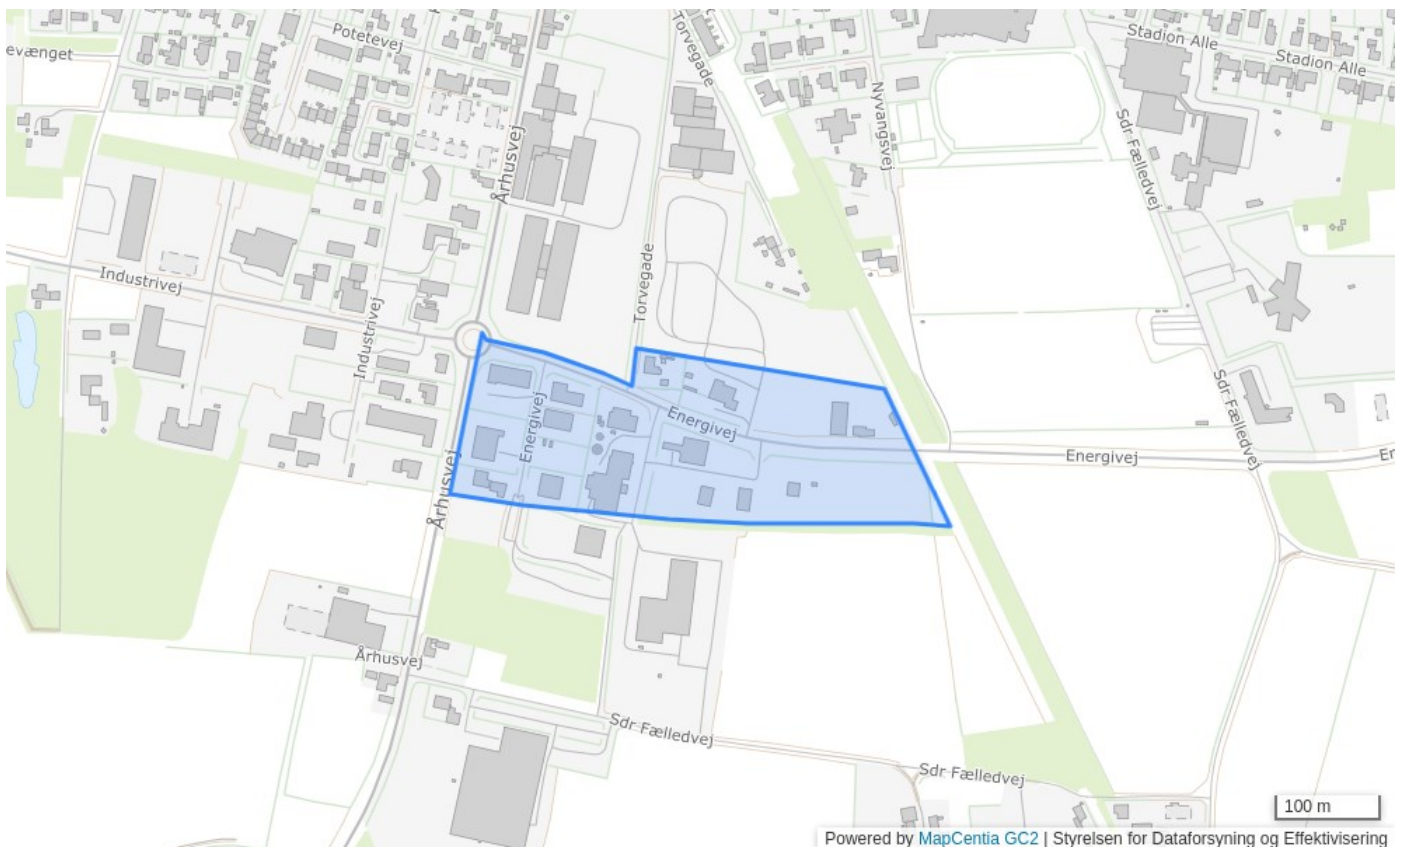 Potetevej
evænget
Torvegade
Stadion Alle
Stadion Alle
Nyvangsvej
Århusvej
Sdr Fælledvej
Torvegade
Industrivej
Industrivej
Energivej
Energivej
Sdr Fælledvej
Århusvej
Energivej
En
Århusvej
Sdr Fælledvej
Sdr Fælledvej
100 m
Powered by MapCentia GC2 | Styrelsen for Dataforsyning og Effektivisering